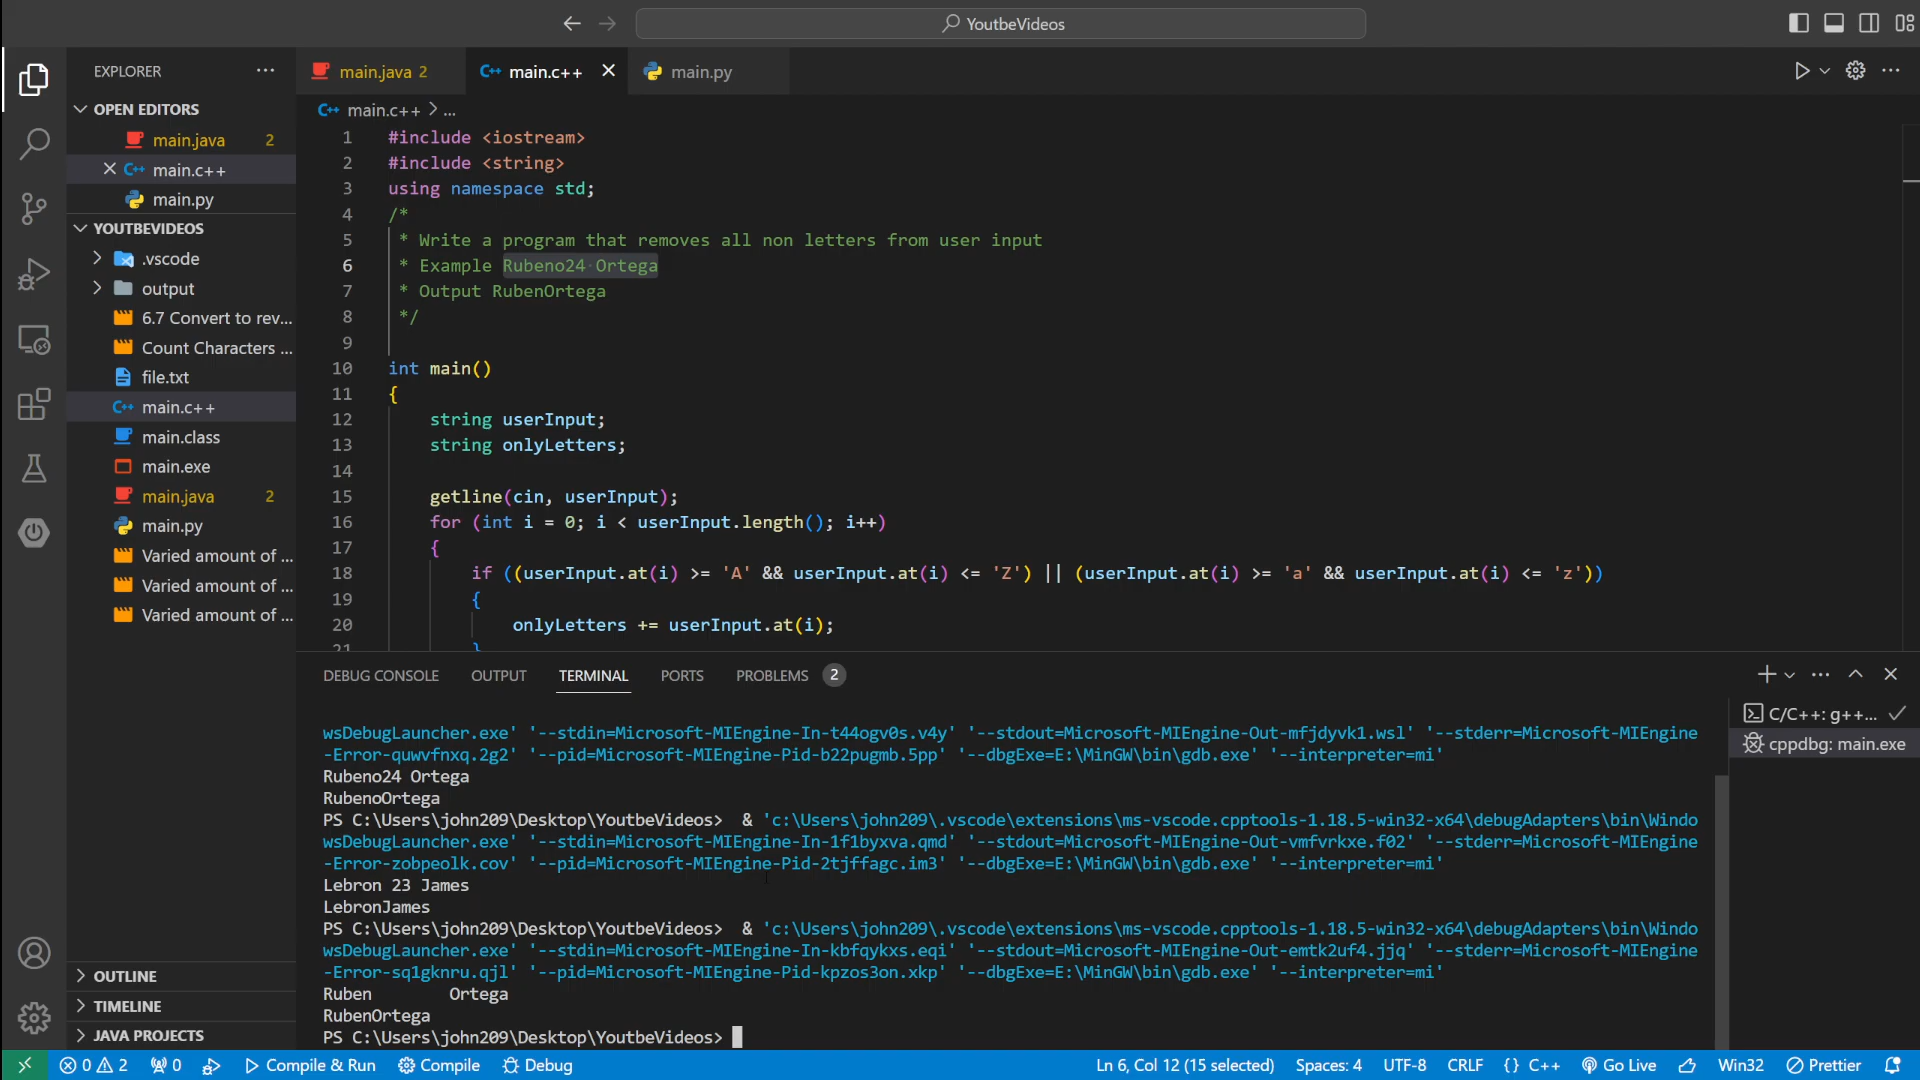 YoutbeVideos
EXPLORER
OPEN EDITORS
main.java 2
main.c++
main.py
YOUTBEVIDEOS
.vscode
output
6.7 Convert to rev...
Count Characters ...
file.txt
main.c++
main.class
main.exe
main.java 2
main.py
Varied amount of ...
Varied amount of ...
Varied amount of ...
OUTLINE
TIMELINE
JAVA PROJECTS
main.java 2
main.c++
main.py
main.c++ > ...
1 #include <iostream>
2 #include <string>
3 using namespace std;
4 /*
5 * Write a program that removes all non letters from user input
6 * Example Rubeno24 Ortega
7 * Output RubenOrtega
8 */
9
10 int main()
11 {
12 string userInput;
13 string onlyLetters;
14
15 getline(cin, userInput);
16 for (int i = 0; i < userInput.length(); i++)
17 {
18 if ((userInput.at(i) >= 'A' && userInput.at(i) <= 'Z') || (userInput.at(i) >= 'a' && userInput.at(i) <= 'z'))
19 {
20 onlyLetters += userInput.at(i);
21 }
DEBUG CONSOLE OUTPUT TERMINAL PORTS PROBLEMS 2
wsDebugLauncher.exe' '--stdin=Microsoft-MIEngine-In-t44ogv0s.v4y' '--stdout=Microsoft-MIEngine-Out-mfjdyvk1.wsl' '--stderr=Microsoft-MIEngine
-Error-quwvfnxq.2g2' '--pid=Microsoft-MIEngine-Pid-b22pugmb.5pp' '--dbgExe=E:\MinGW\bin\gdb.exe' '--interpreter=mi'
Rubeno24 Ortega
RubenoOrtega
PS C:\Users\john209\Desktop\YoutbeVideos> & 'c:\Users\john209\.vscode\extensions\ms-vscode.cpptools-1.18.5-win32-x64\debugAdapters\bin\Windo
wsDebugLauncher.exe' '--stdin=Microsoft-MIEngine-In-1f1byxva.qmd' '--stdout=Microsoft-MIEngine-Out-vmfvrkxe.f02' '--stderr=Microsoft-MIEngine
-Error-zobpeolk.cov' '--pid=Microsoft-MIEngine-Pid-2tjffagc.im3' '--dbgExe=E:\MinGW\bin\gdb.exe' '--interpreter=mi'
Lebron 23 James
LebronJames
PS C:\Users\john209\Desktop\YoutbeVideos> & 'c:\Users\john209\.vscode\extensions\ms-vscode.cpptools-1.18.5-win32-x64\debugAdapters\bin\Windo
wsDebugLauncher.exe' '--stdin=Microsoft-MIEngine-In-kbfqykxs.eqi' '--stdout=Microsoft-MIEngine-Out-emtk2uf4.jjq' '--stderr=Microsoft-MIEngine
-Error-sq1gknru.qjl' '--pid=Microsoft-MIEngine-Pid-kpzos3on.xkp' '--dbgExe=E:\MinGW\bin\gdb.exe' '--interpreter=mi'
Ruben Ortega
RubenOrtega
PS C:\Users\john209\Desktop\YoutbeVideos>
C/C++: g++...
cppdbg: main.exe
0 2 0 Compile & Run Compile Debug Ln 6, Col 12 (15 selected) Spaces: 4 UTF-8 CRLF {} C++ Go Live Win32 Prettier